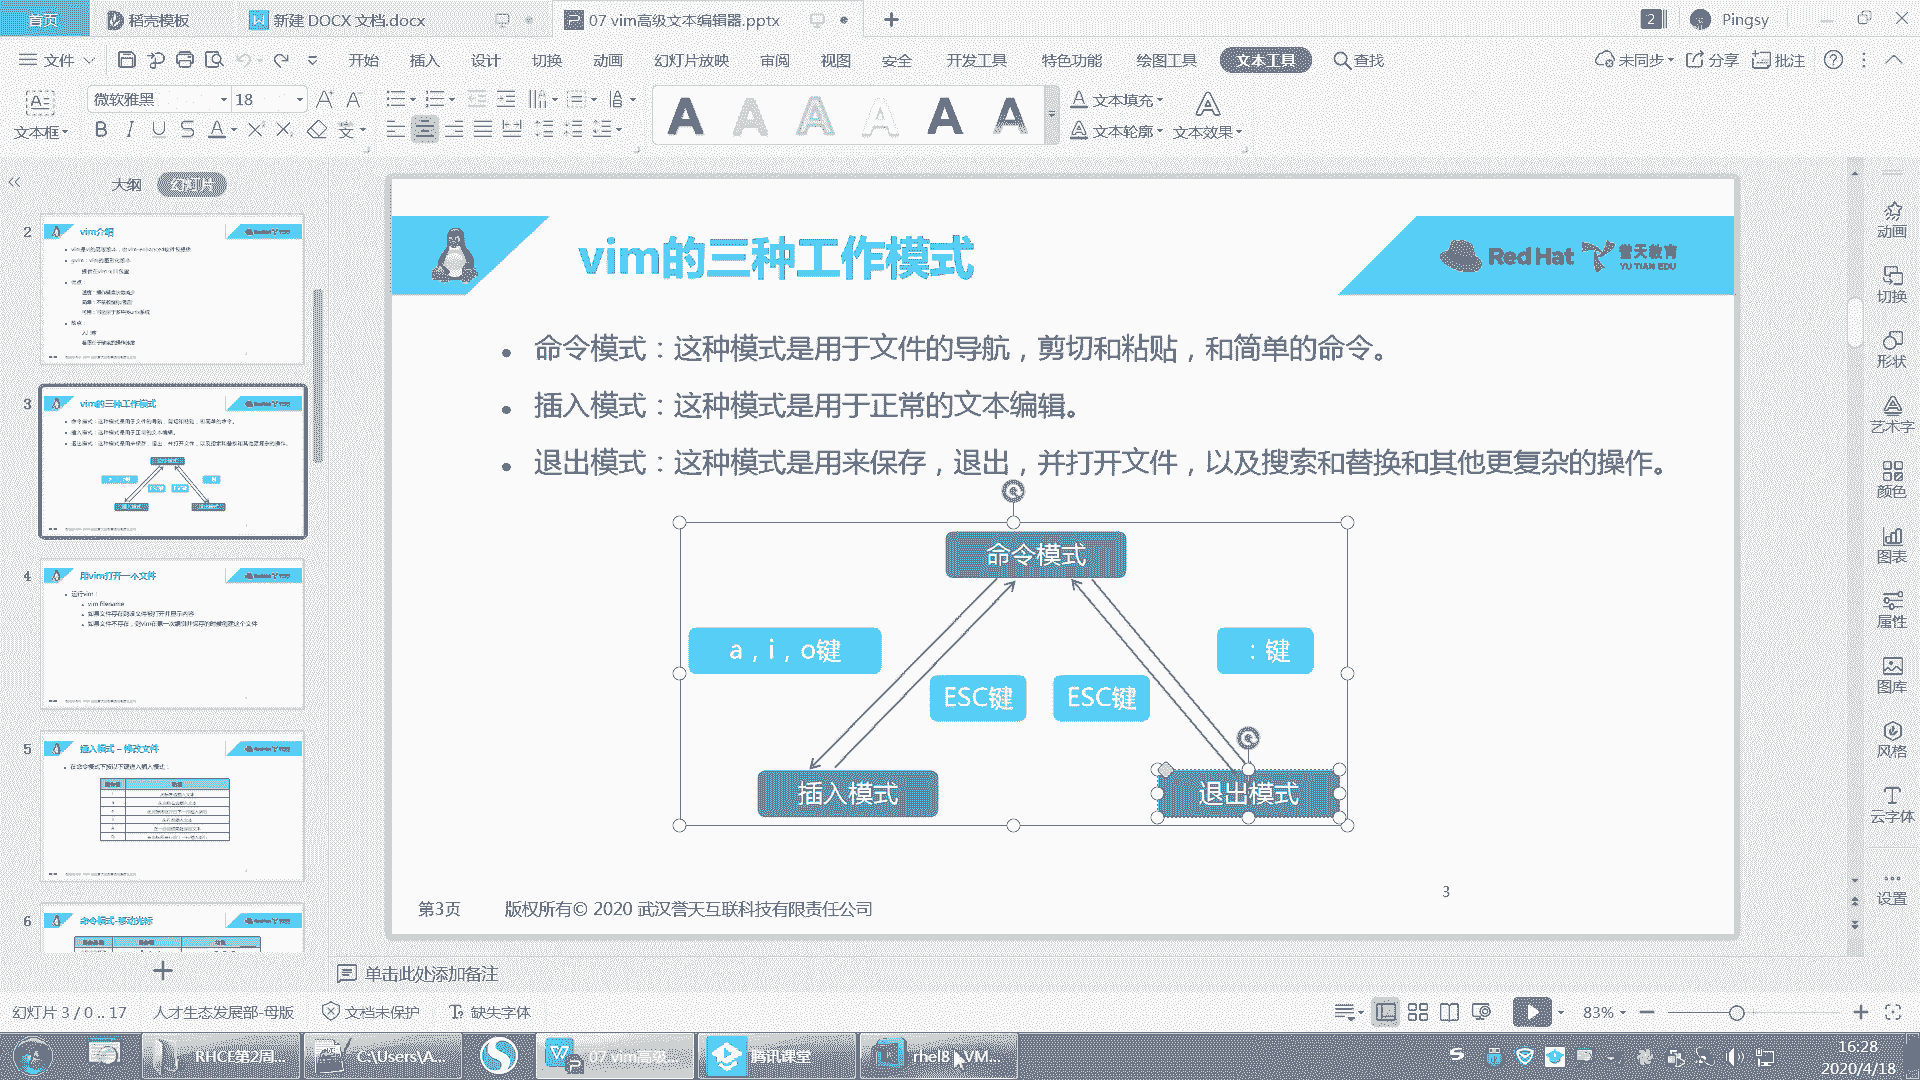 首页
稻壳模板
新建 DOCX 文档.docx
07 vim高级文本编辑器.pptx
2
Pingsy
文件
开始
插入
设计
切换
动画
幻灯片放映
审阅
视图
安全
开发工具
特色功能
绘图工具
文本工具
查找
未同步
分享
批注
文本框
微软雅黑
18
文本填充
文本轮廓
文本效果
大纲
幻灯片
2
vim介绍
3
vim的三种工作模式
4
用vim打开一个文件
运行vim：
vim filename
5
插入模式 – 修改文件
6
命令模式-移动光标
vim的三种工作模式
Red Hat
誉天教育
YU TIAN EDU
命令模式：这种模式是用于文件的导航，剪切和粘贴，和简单的命令。
插入模式：这种模式是用于正常的文本编辑。
退出模式：这种模式是用来保存，退出，并打开文件，以及搜索和替换和其他更复杂的操作。
命令模式
a，i，o键
：键
ESC键
ESC键
插入模式
退出模式
第3页
版权所有© 2020 武汉誉天互联科技有限责任公司
3
动画
切换
形状
艺术字
颜色
图表
属性
图库
风格
云字体
设置
单击此处添加备注
幻灯片 3 / 0 .. 17
人才生态发展部-母版
文档未保护
缺失字体
83%
RHCE第2周...
C:\Users\A...
07 vim高级...
腾讯课堂
rhel8 - VM...
16:28
2020/4/18